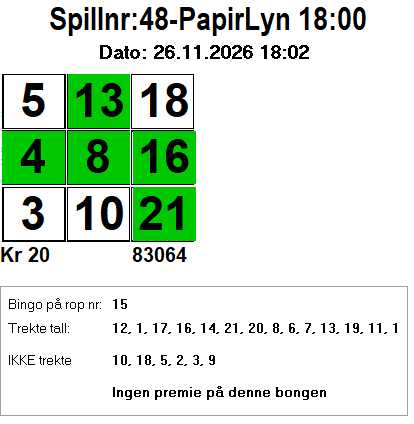 Spillnr:48-PapirLyn 18:00
Dato: 26.11.2026 18:02
5 13 18
4 8 16
3 10 21
Kr 20 83064
Bingo på rop nr: 15
Trekte tall: 12, 1, 17, 16, 14, 21, 20, 8, 6, 7, 13, 19, 11, 1
IKKE trekte 10, 18, 5, 2, 3, 9
Ingen premie på denne bongen